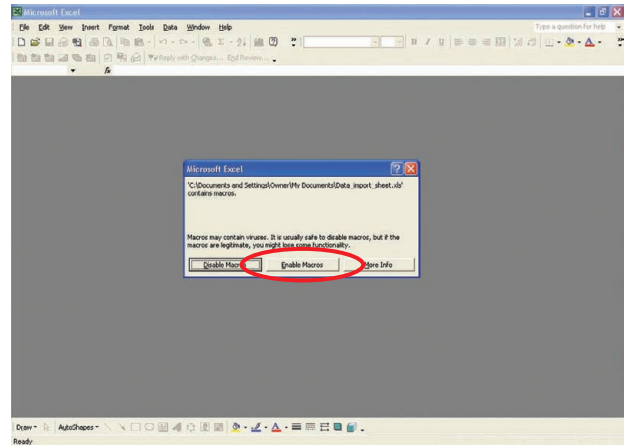 Microsoft Excel
File Edit View Insert Format Tools Data Window Help
Type a question for help
Reply with Changes... End Review...
fx
Microsoft Excel
'C:\Documents and Settings\Owner\My Documents\Data_import_sheet.xls'
contains macros.
Macros may contain viruses. It is usually safe to disable macros, but if the
macros are legitimate, you might lose some functionality.
Disable Macros Enable Macros More Info
Draw AutoShapes
Ready